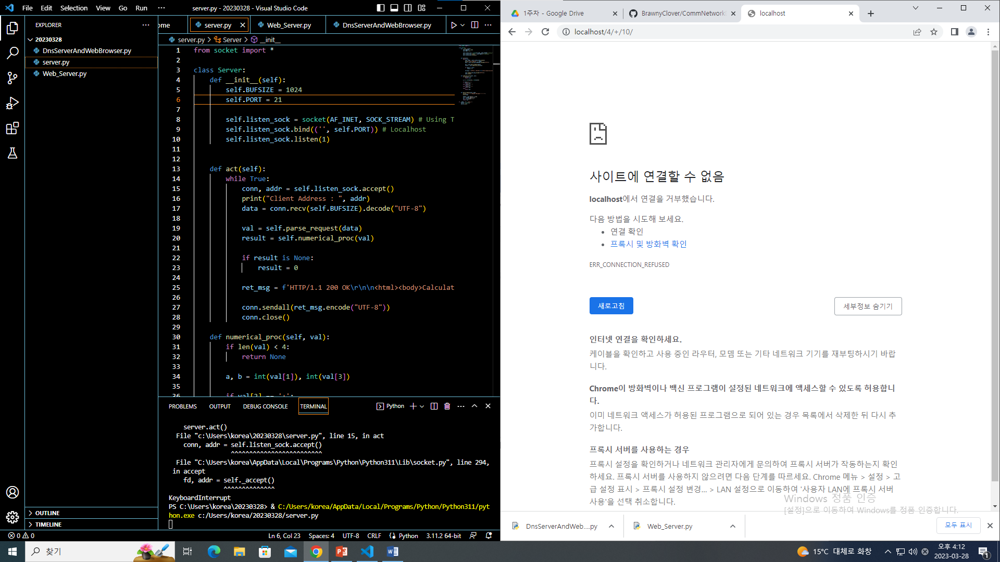 File Edit Selection View Go Run ··· server.py - 20230328 - Visual Studio Code
EXPLORER ···
20230328
DnsServerAndWebBrowser.py
server.py
Web_Server.py
OUTLINE
TIMELINE
ome server.py Web_Server.py DnsServerAndWebBrowser.py
server.py > Server > __init__
1 from socket import *
2
3 class Server:
4 def __init__(self):
5 self.BUFSIZE = 1024
6 self.PORT = 21
7
8 self.listen_sock = socket(AF_INET, SOCK_STREAM) # Using T
9 self.listen_sock.bind(('', self.PORT)) # Localhost
10 self.listen_sock.listen(1)
11
12
13 def act(self):
14 while True:
15 conn, addr = self.listen_sock.accept()
16 print("Client Address : ", addr)
17 data = conn.recv(self.BUFSIZE).decode("UTF-8")
18
19 val = self.parse_request(data)
20 result = self.numerical_proc(val)
21
22 if result is None:
23 result = 0
24
25 ret_msg = f'HTTP/1.1 200 OK\r\n\n<html><body>Calculat
26
27 conn.sendall(ret_msg.encode("UTF-8"))
28 conn.close()
29
30 def numerical_proc(self, val):
31 if len(val) < 4:
32 return None
33
34 a, b = int(val[1]), int(val[3])
35
36 if val[2] == '+':
PROBLEMS OUTPUT DEBUG CONSOLE TERMINAL Python
server.act()
File "c:\Users\korea\20230328\server.py", line 15, in act
conn, addr = self.listen_sock.accept()
^^^^^^^^^^^^^^^^^^^^^^^^^
File "C:\Users\korea\AppData\Local\Programs\Python\Python311\Lib\socket.py", line 294,
in accept
fd, addr = self._accept()
^^^^^^^^^^^^^^
KeyboardInterrupt
PS C:\Users\korea\20230328> & C:/Users/korea/AppData/Local/Programs/Python/Python311/pyt
hon.exe c:/Users/korea/20230328/server.py
0 0 Ln 6, Col 23 Spaces: 4 UTF-8 CRLF Python 3.11.2 64-bit
1주차 - Google Drive BrawnyClover/CommNetwork localhost
localhost/4/+/10/
사이트에 연결할 수 없음
localhost에서 연결을 거부했습니다.
다음 방법을 시도해 보세요.
• 연결 확인
• 프록시 및 방화벽 확인
ERR_CONNECTION_REFUSED
새로고침 세부정보 숨기기
인터넷 연결을 확인하세요.
케이블을 확인하고 사용 중인 라우터, 모뎀 또는 기타 네트워크 기기를 재부팅하시기 바랍
니다.
Chrome이 방화벽이나 백신 프로그램이 설정된 네트워크에 액세스할 수 있도록 허용합니
다.
이미 네트워크 액세스가 허용된 프로그램으로 되어 있는 경우 목록에서 삭제한 뒤 다시 추
가합니다.
프록시 서버를 사용하는 경우
프록시 설정을 확인하거나 네트워크 관리자에게 문의하여 프록시 서버가 작동하는지 확인
하세요. 프록시 서버를 사용하지 않으려면 다음 단계를 따르세요. Chrome 메뉴 > 설정 > 고
급 설정 표시 > 프록시 설정 변경... > LAN 설정으로 이동하여 '사용자 LAN에 프록시 서버
사용'을 선택 취소합니다.
Windows 정품 인증
[설정]으로 이동하여 Windows를 정품 인증합니다.
DnsServerAndWeb....py Web_Server.py 모두 표시
찾기 15°C 대체로 화창 오후 4:12
2023-03-28 1